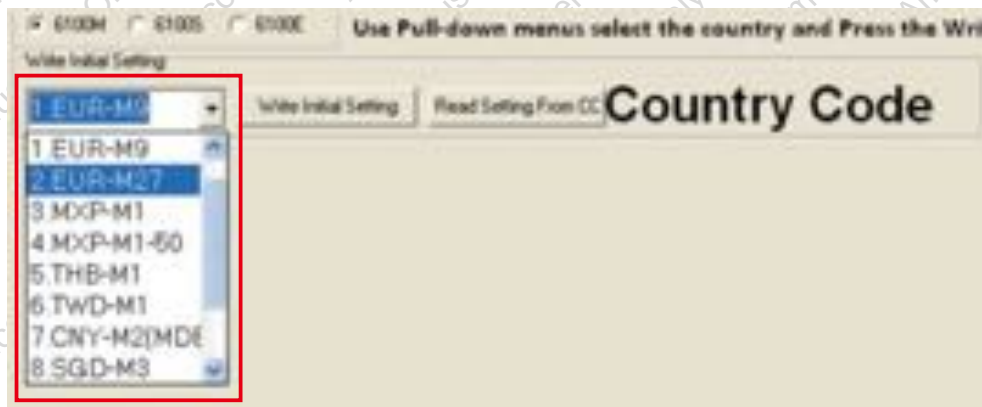 6100M 6100S 6100E Use Pull-down menus select the country and Press the Wri
Write Initial Setting
1 EUR-M9 Write Initial Setting Read Setting From CC Country Code
1 EUR-M9
2 EUR-M27
3 MXP-M1
4 MXP-M1-50
5 THB-M1
6 TWD-M1
7 CNY-M2(MDE
8 SGD-M3